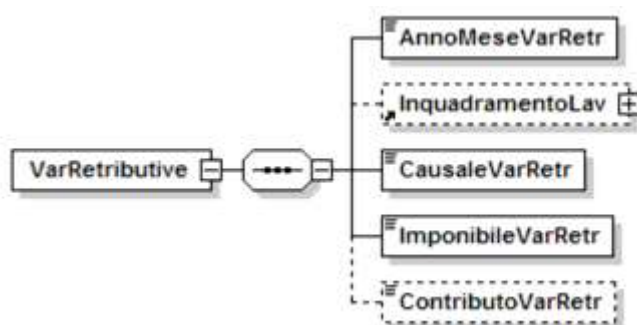 AnnoMeseVarRetr
InquadramentoLav
VarRetributive
CausaleVarRetr
ImponibileVarRetr
ContributoVarRetr